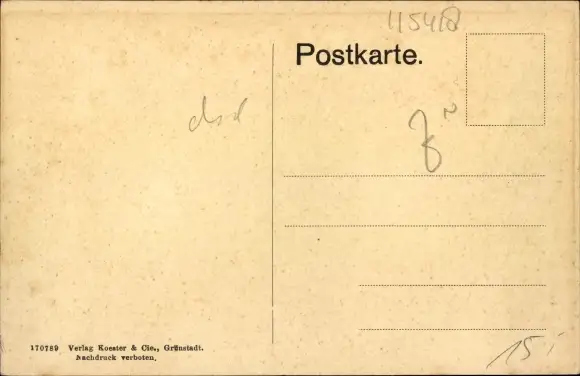 115418
Postkarte.
15,
170789 Verlag Koester & Cie., Grünstadt.
Nachdruck verboten.